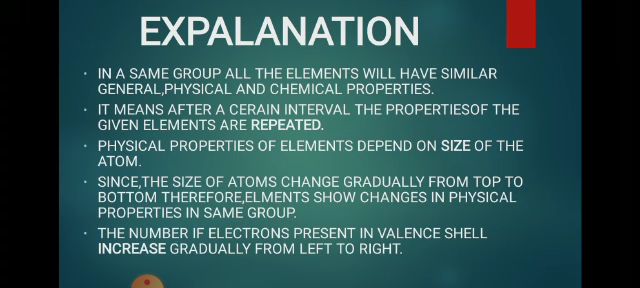 EXPALANATION
• IN A SAME GROUP ALL THE ELEMENTS WILL HAVE SIMILAR
GENERAL,PHYSICAL AND CHEMICAL PROPERTIES.
• IT MEANS AFTER A CERAIN INTERVAL THE PROPERTIESOF THE
GIVEN ELEMENTS ARE REPEATED.
• PHYSICAL PROPERTIES OF ELEMENTS DEPEND ON SIZE OF THE
ATOM.
• SINCE,THE SIZE OF ATOMS CHANGE GRADUALLY FROM TOP TO
BOTTOM THEREFORE,ELMENTS SHOW CHANGES IN PHYSICAL
PROPERTIES IN SAME GROUP.
• THE NUMBER IF ELECTRONS PRESENT IN VALENCE SHELL
INCREASE GRADUALLY FROM LEFT TO RIGHT.